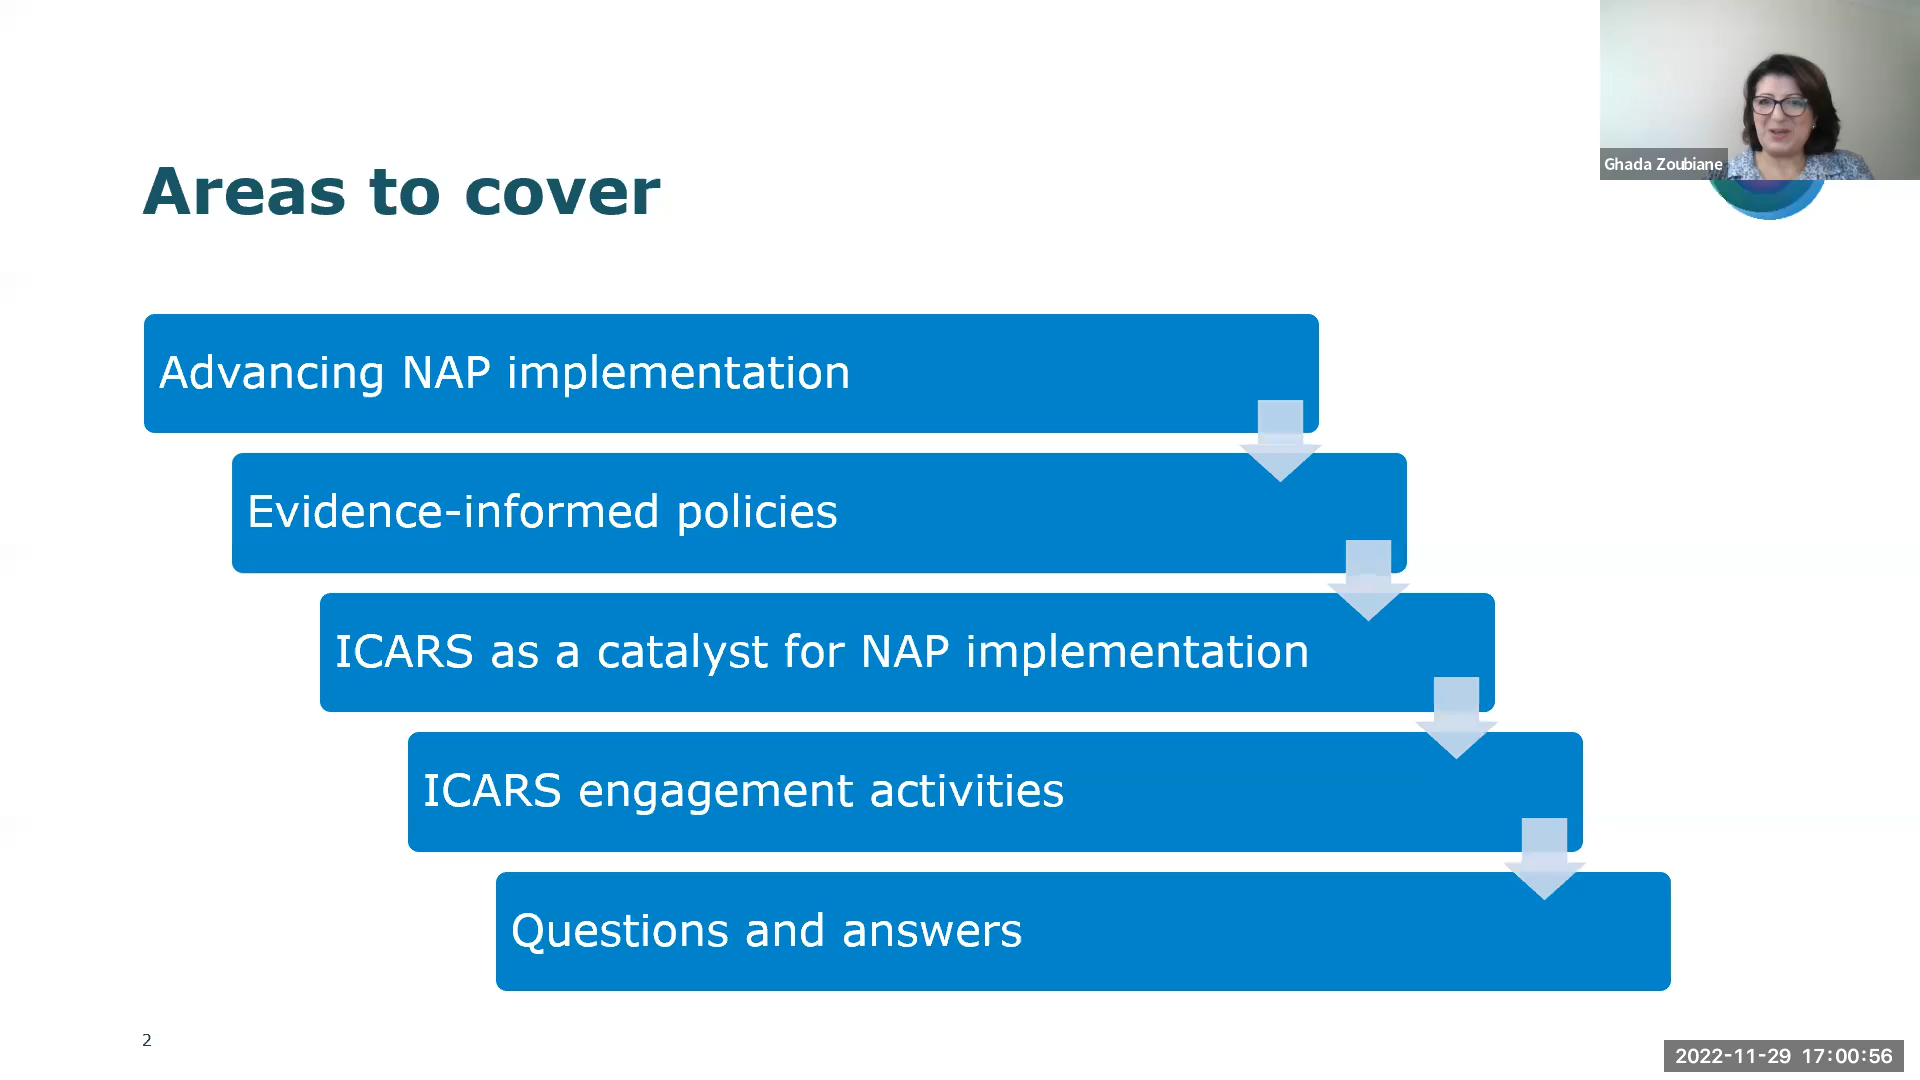 Ghada Zoubiane
Areas to cover
Advancing NAP implementation
Evidence-informed policies
ICARS as a catalyst for NAP implementation
ICARS engagement activities
Questions and answers
2
2022-11-29 17:00:56